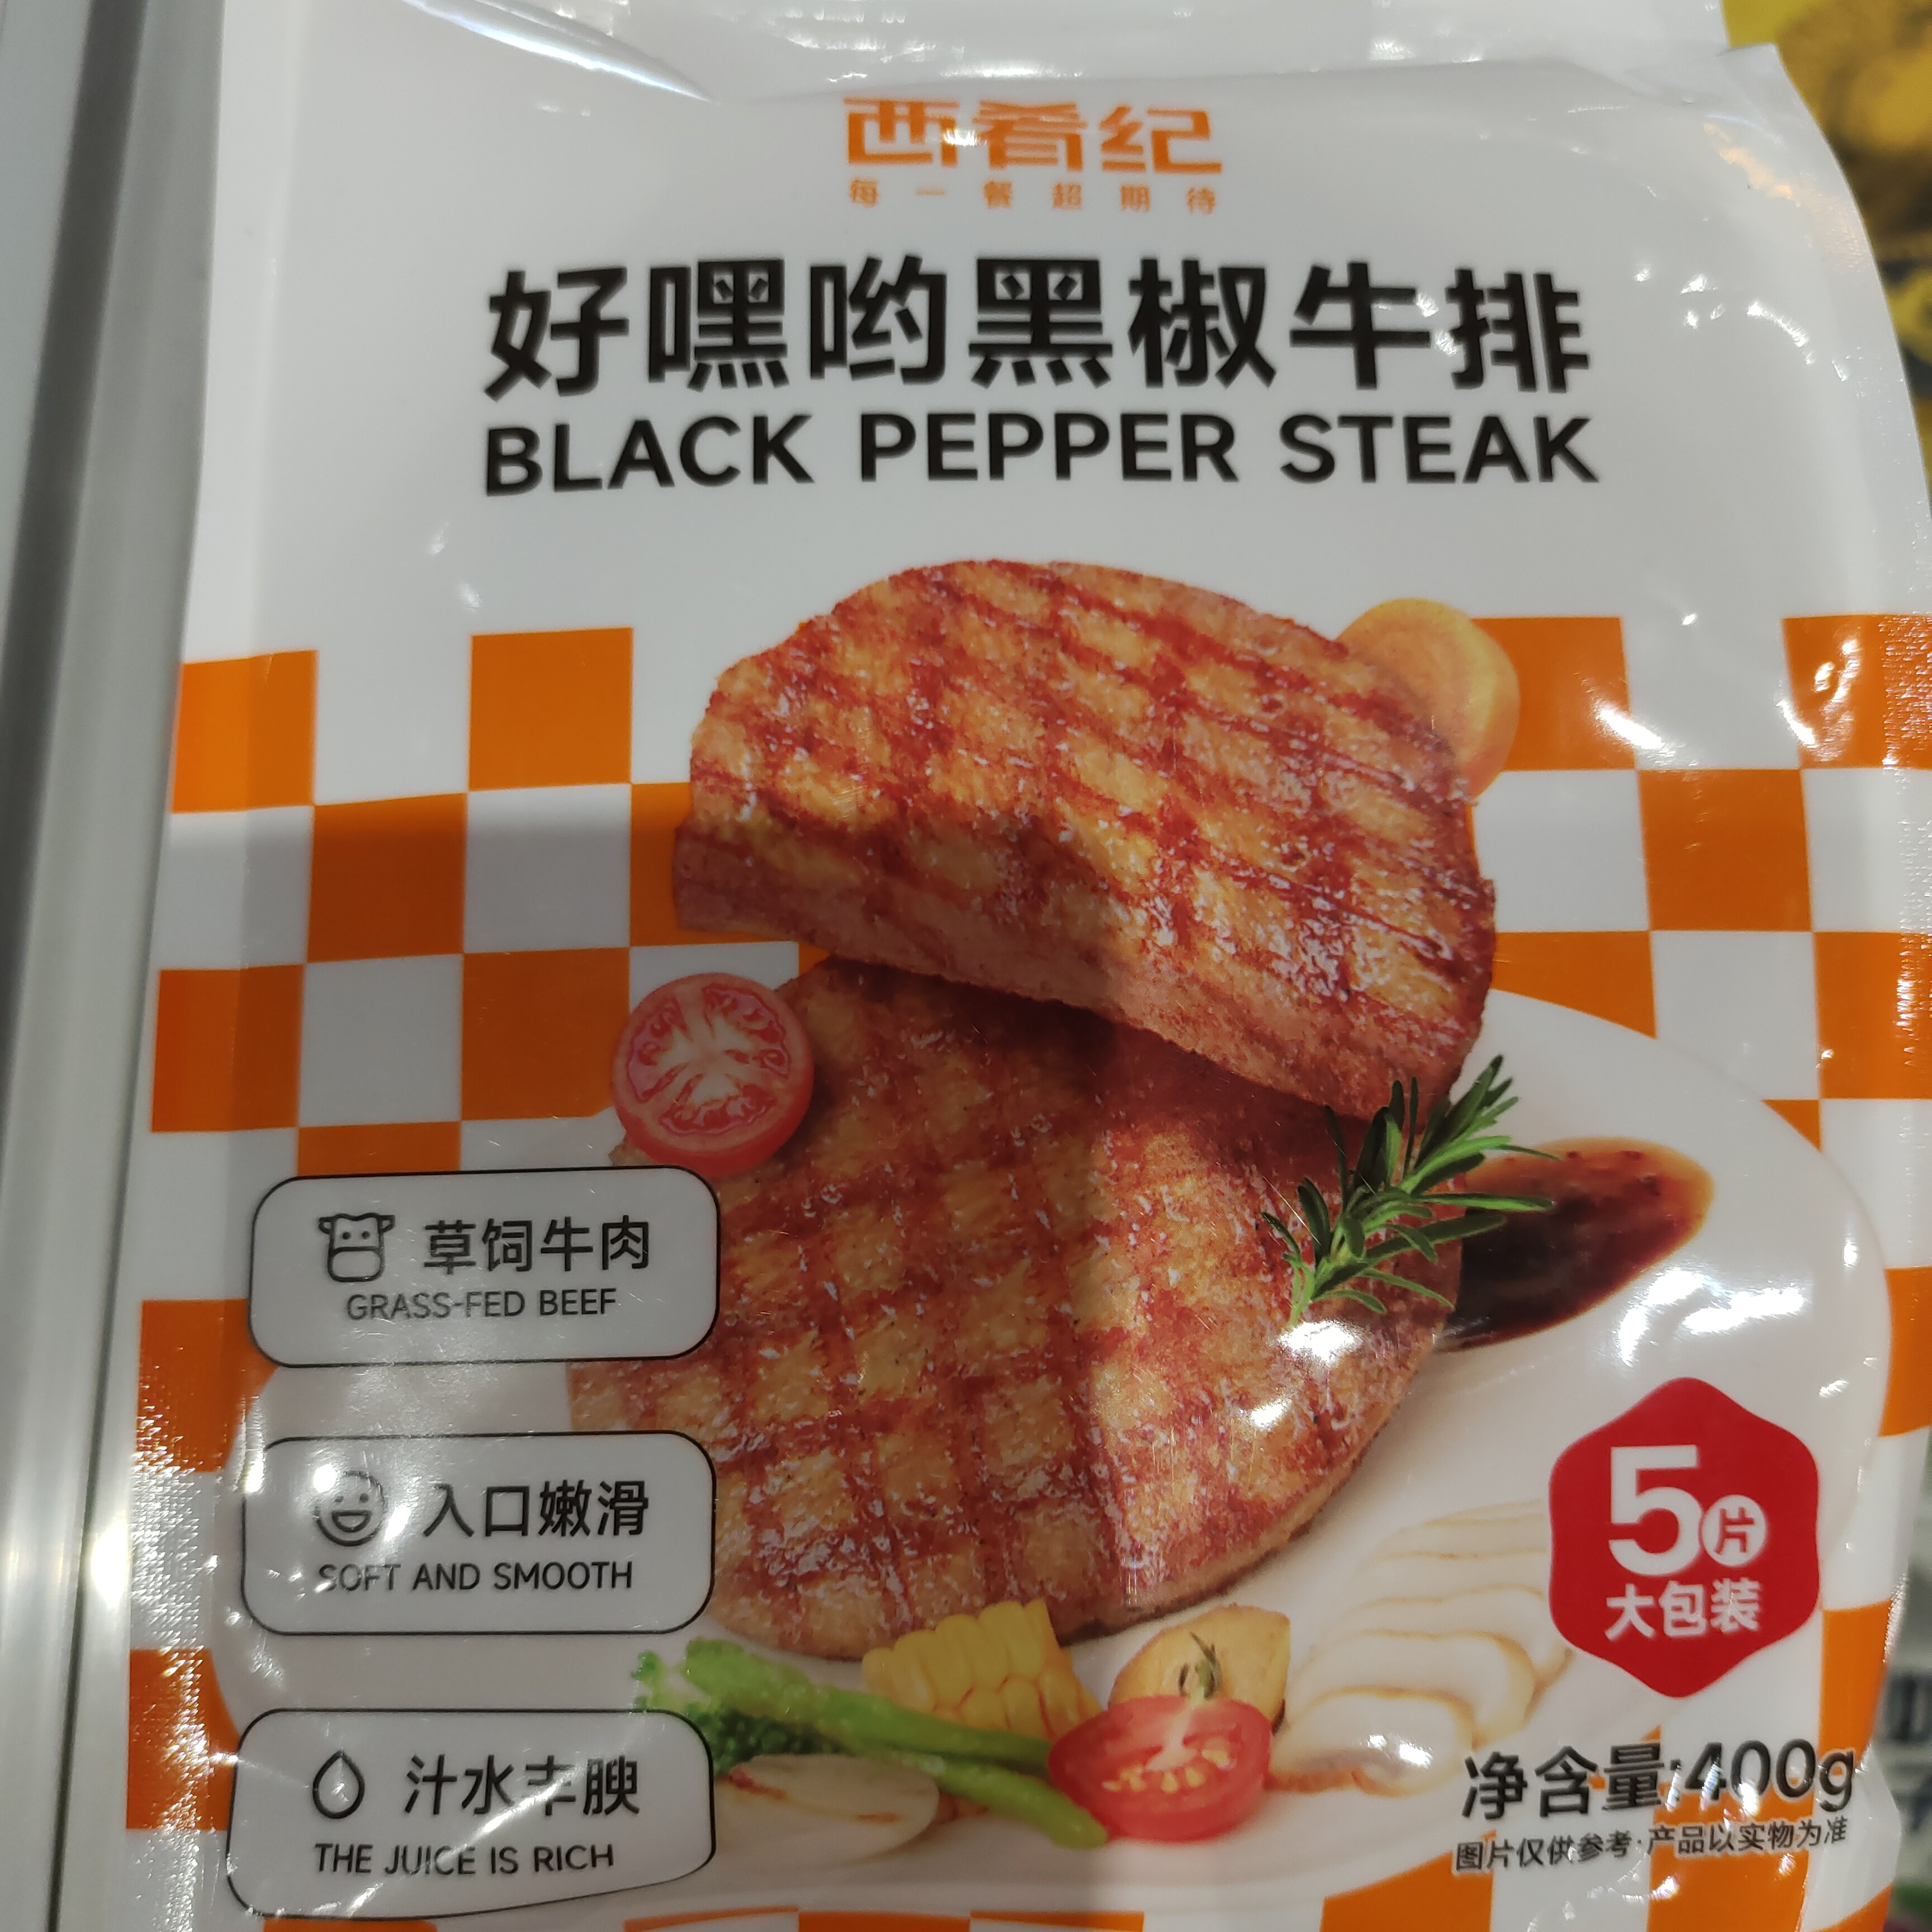 西肴纪
每一餐超期待
好嘿哟黑椒牛排
BLACK PEPPER STEAK
草饲牛肉
GRASS-FED BEEF
入口嫩滑
SOFT AND SMOOTH
汁水丰腴
THE JUICE IS RICH
5片
大包装
净含量:400g
图片仅供参考·产品以实物为准